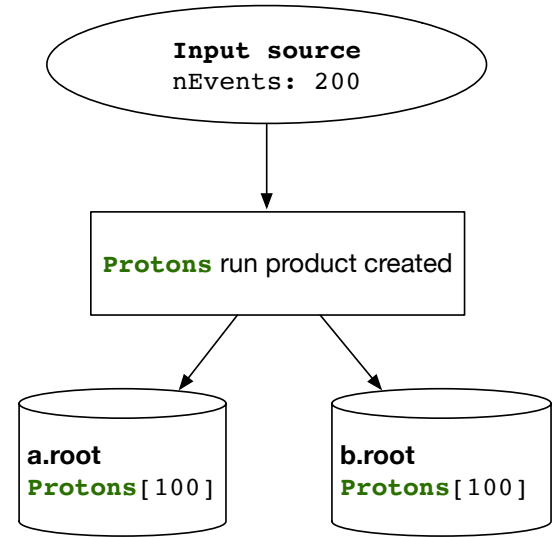 Input source
nEvents: 200
Protons run product created
a.root
Protons[100]
b.root
Protons[100]